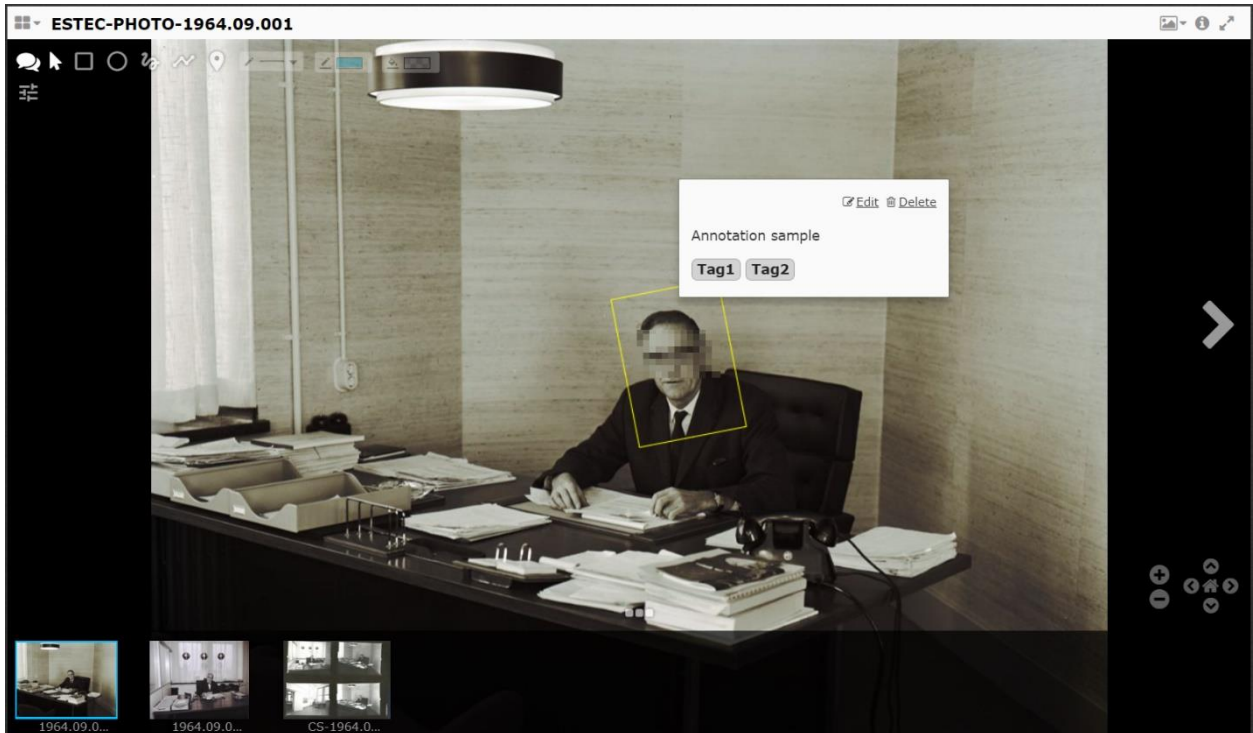 ESTEC-PHOTO-1964.09.001
Edit Delete
Annotation sample
Tag1 Tag2
1964.09.0... 1964.09.0... CS-1964.0...